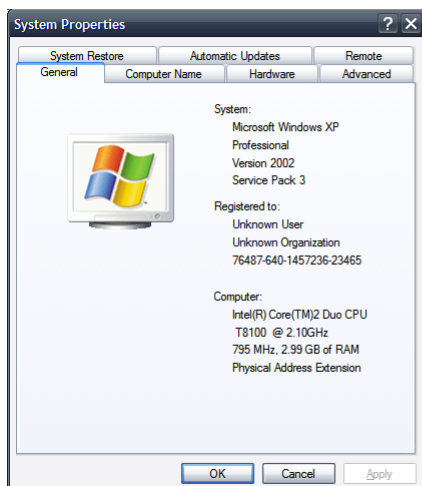 System Properties
System Restore
Automatic Updates
Remote
General
Computer Name
Hardware
Advanced
System:
Microsoft Windows XP
Professional
Version 2002
Service Pack 3
Registered to:
Unknown User
Unknown Organization
76487-640-1457236-23465
Computer:
Intel(R) Core(TM)2 Duo CPU
T8100 @ 2.10GHz
795 MHz, 2.99 GB of RAM
Physical Address Extension
OK
Cancel
Apply